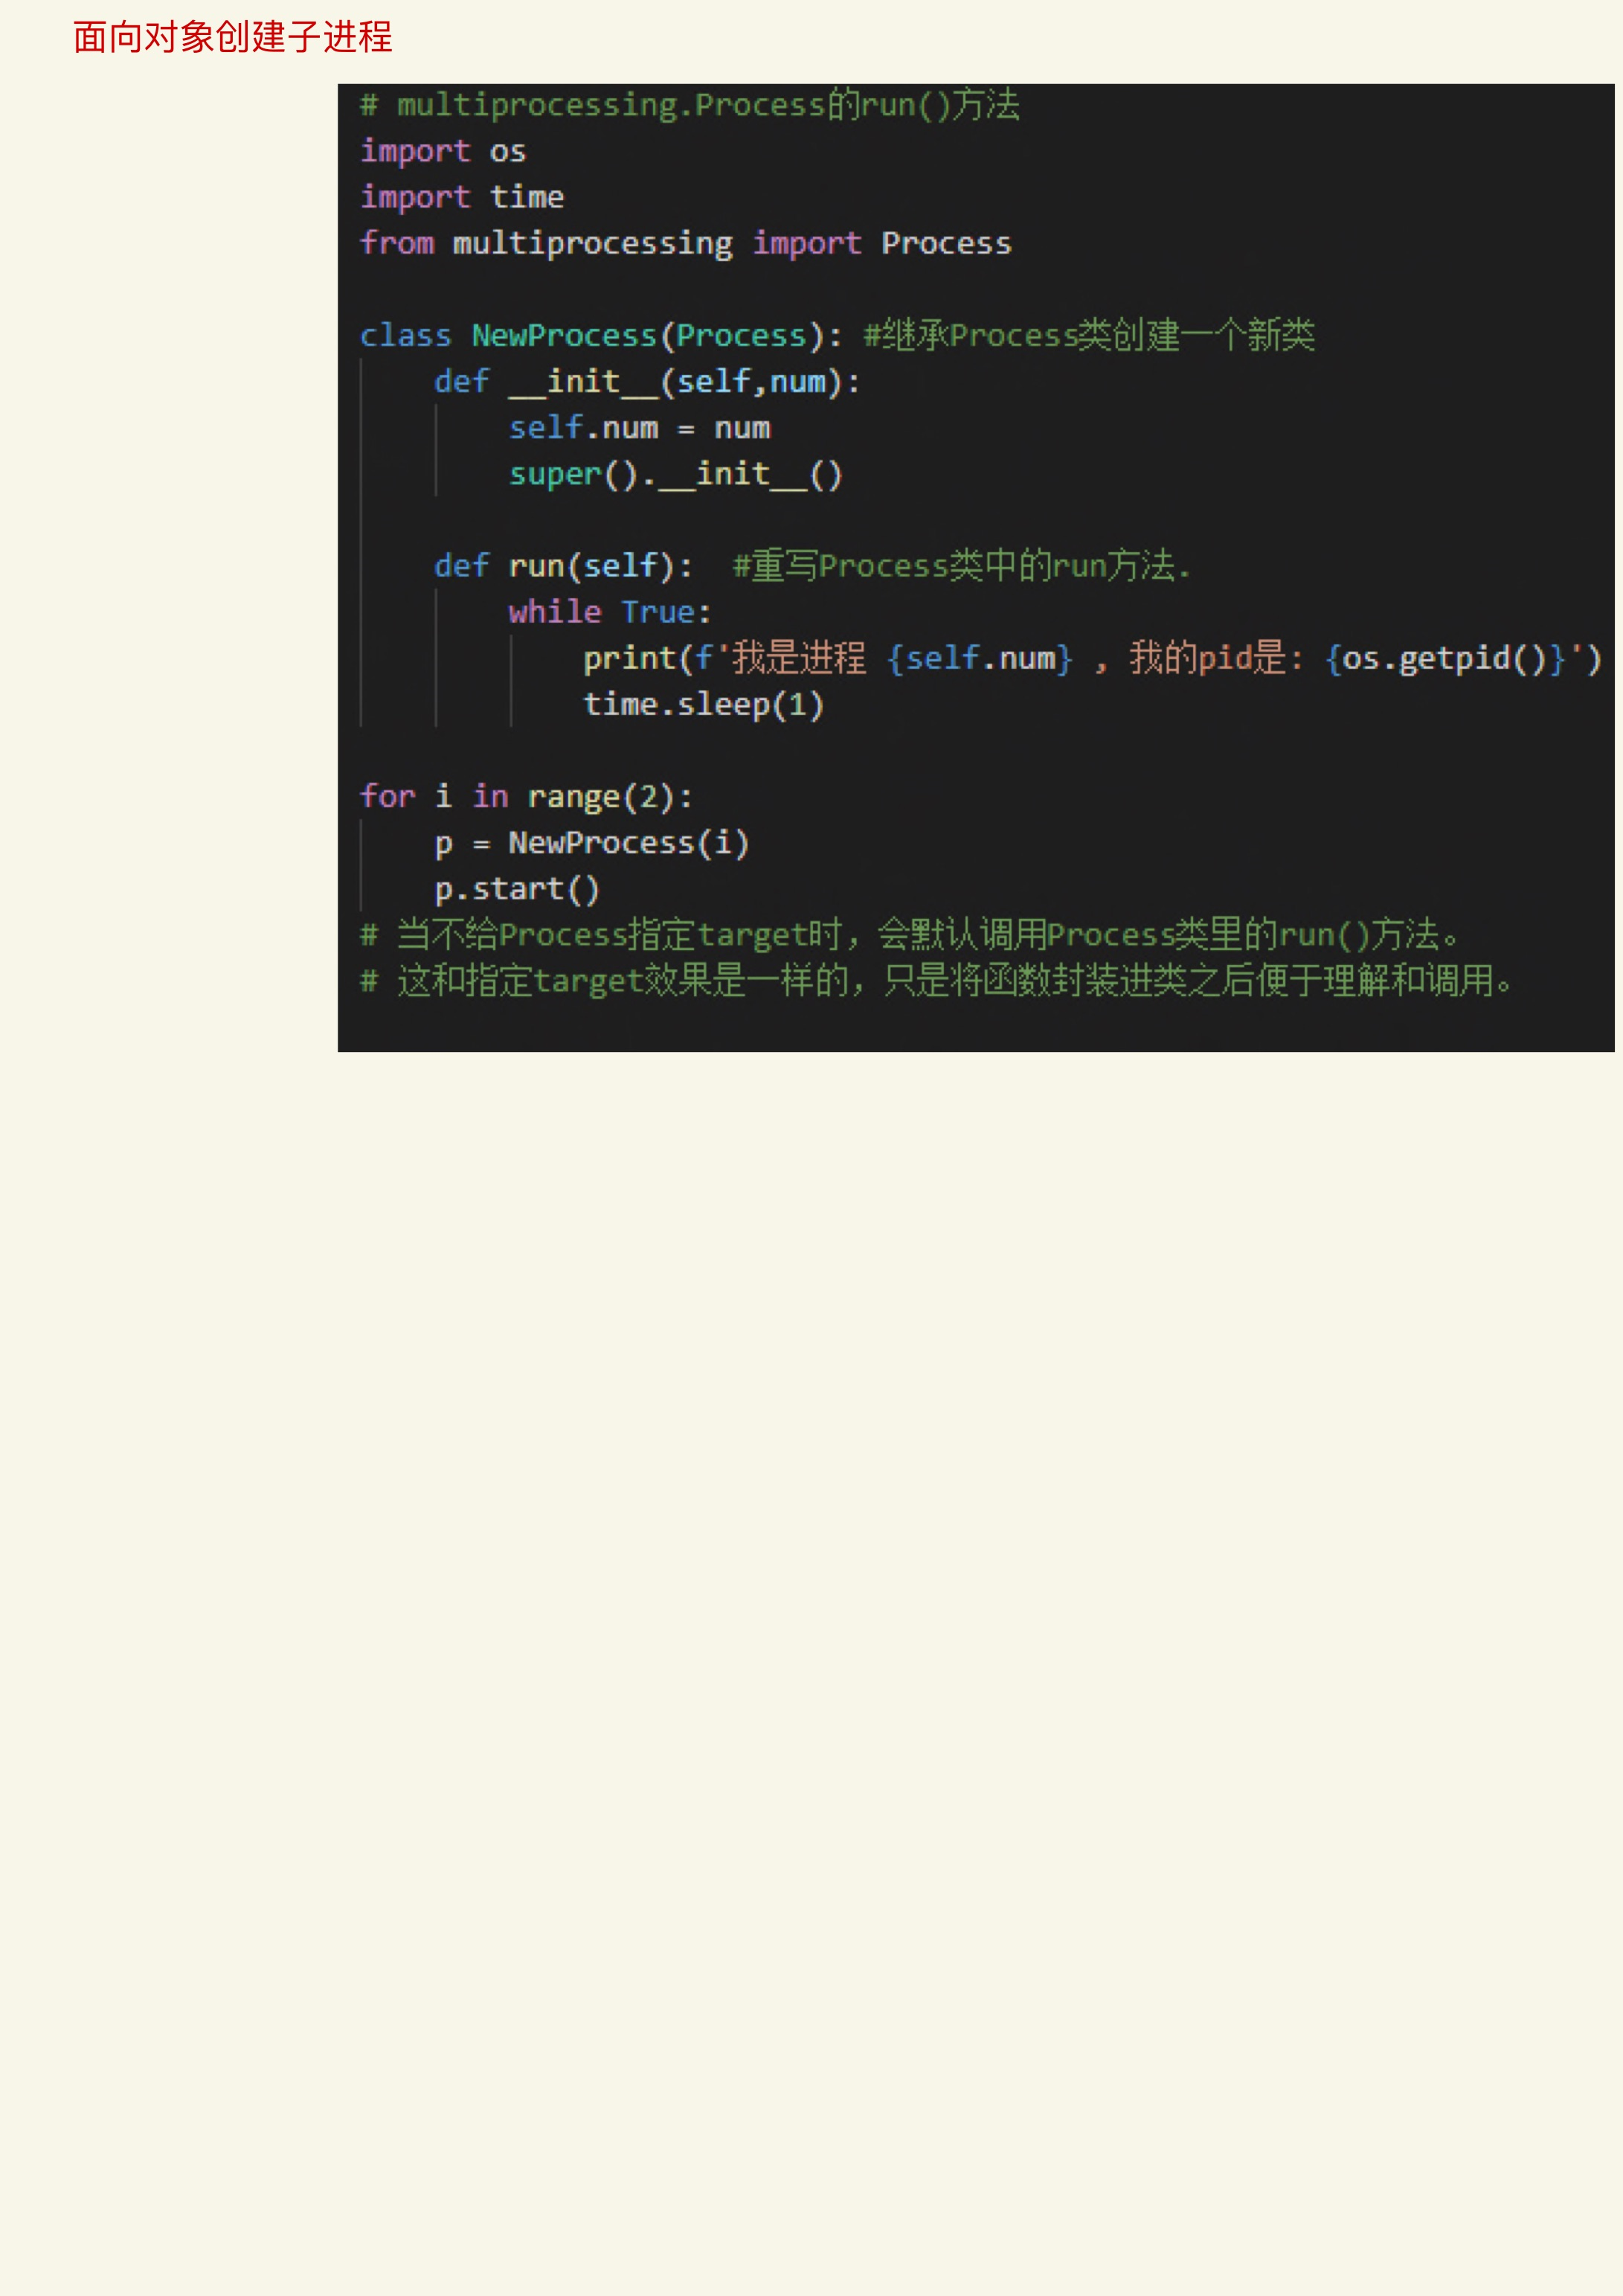 面向对象创建子进程
# multiprocessing.Process的run()方法
import os
import time
from multiprocessing import Process
class NewProcess(Process): #继承Process类创建一个新类
    def __init__(self,num):
        self.num = num
        super().__init__()
    def run(self):  #重写Process类中的run方法.
        while True:
            print(f'我是进程 {self.num} , 我的pid是: {os.getpid()}')
            time.sleep(1)
for i in range(2):
    p = NewProcess(i)
    p.start()
# 当不给Process指定target时，会默认调用Process类里的run()方法。
# 这和指定target效果是一样的，只是将函数封装进类之后便于理解和调用。